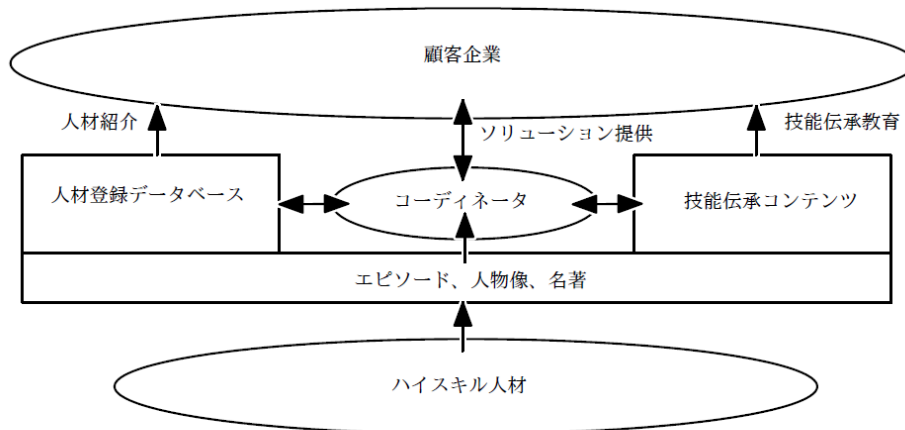 顧客企業
人材紹介
ソリューション提供
技能伝承教育
人材登録データベース
コーディネータ
技能伝承コンテンツ
エピソード、人物像、名著
ハイスキル人材